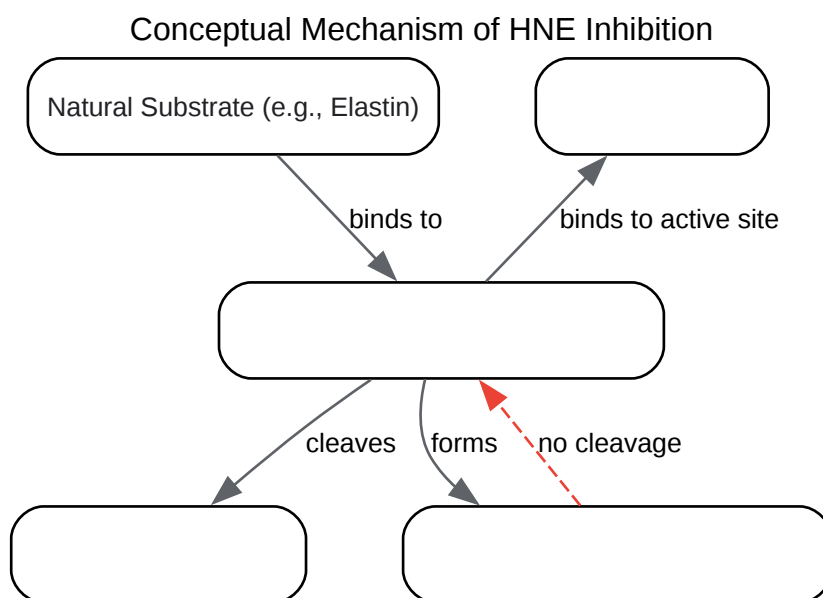 Conceptual Mechanism of HNE Inhibition
Natural Substrate (e.g., Elastin)
binds to
binds to active site
cleaves
forms
no cleavage